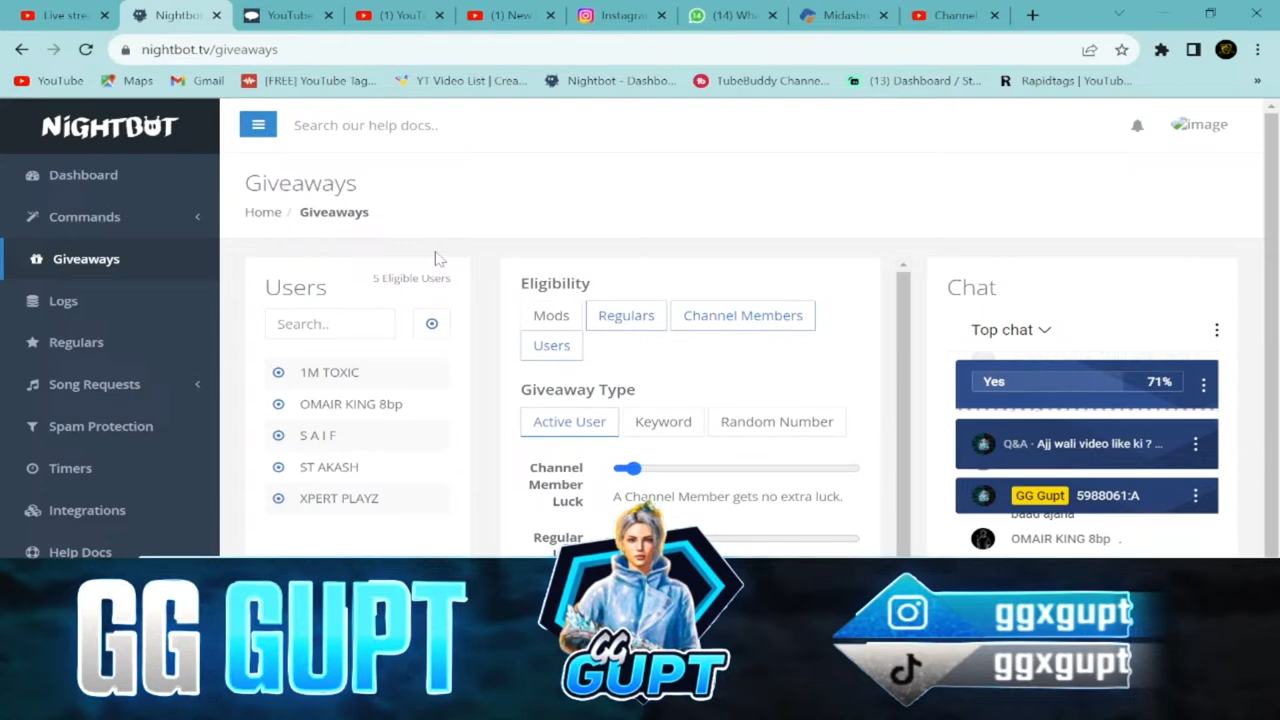 Live stre
Nightbo
YouTube
(1) YouT
(1) New
Instagra
(14) Wha
Midasbu
Channel
nightbot.tv/giveaways
YouTube
Maps
Gmail
[FREE] YouTube Tag...
YT Video List | Crea...
Nightbot - Dashbo...
TubeBuddy Channe...
(13) Dashboard / St...
Rapidtags | YouTub...
»
NIGHTBOT
Search our help docs..
image
Dashboard
Commands
Giveaways
Logs
Regulars
Song Requests
Spam Protection
Timers
Integrations
Help Docs
Giveaways
Home / Giveaways
Users
5 Eligible Users
Search..
1M TOXIC
OMAIR KING 8bp
S A I F
ST AKASH
XPERT PLAYZ
Eligibility
Mods
Regulars
Channel Members
Users
Giveaway Type
Active User
Keyword
Random Number
Channel
Member
Luck
A Channel Member gets no extra luck.
Regular
Chat
Top chat
Yes 71%
Q&A · Ajj wali video like ki ? ...
GG Gupt 5988061:A
baad ajana
OMAIR KING 8bp .
GG GUPT
GG
GUPT
ggxgupt
ggxgupt